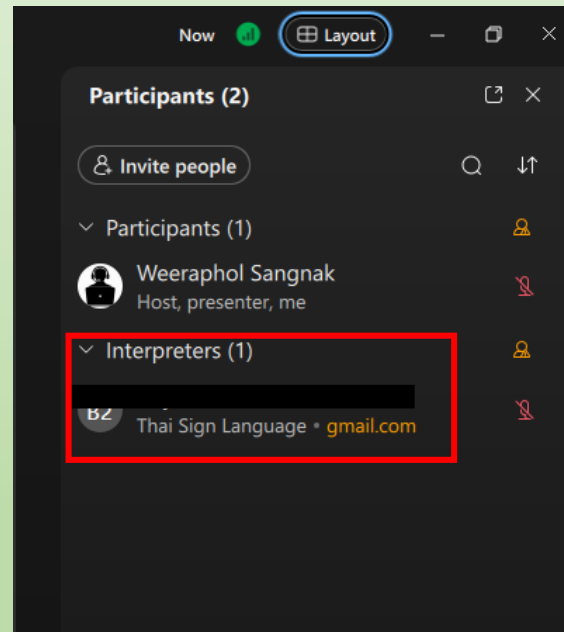 Now Layout
Participants (2)
Invite people
Participants (1)
Weeraphol Sangnak
Host, presenter, me
Interpreters (1)
B2
Thai Sign Language • gmail.com